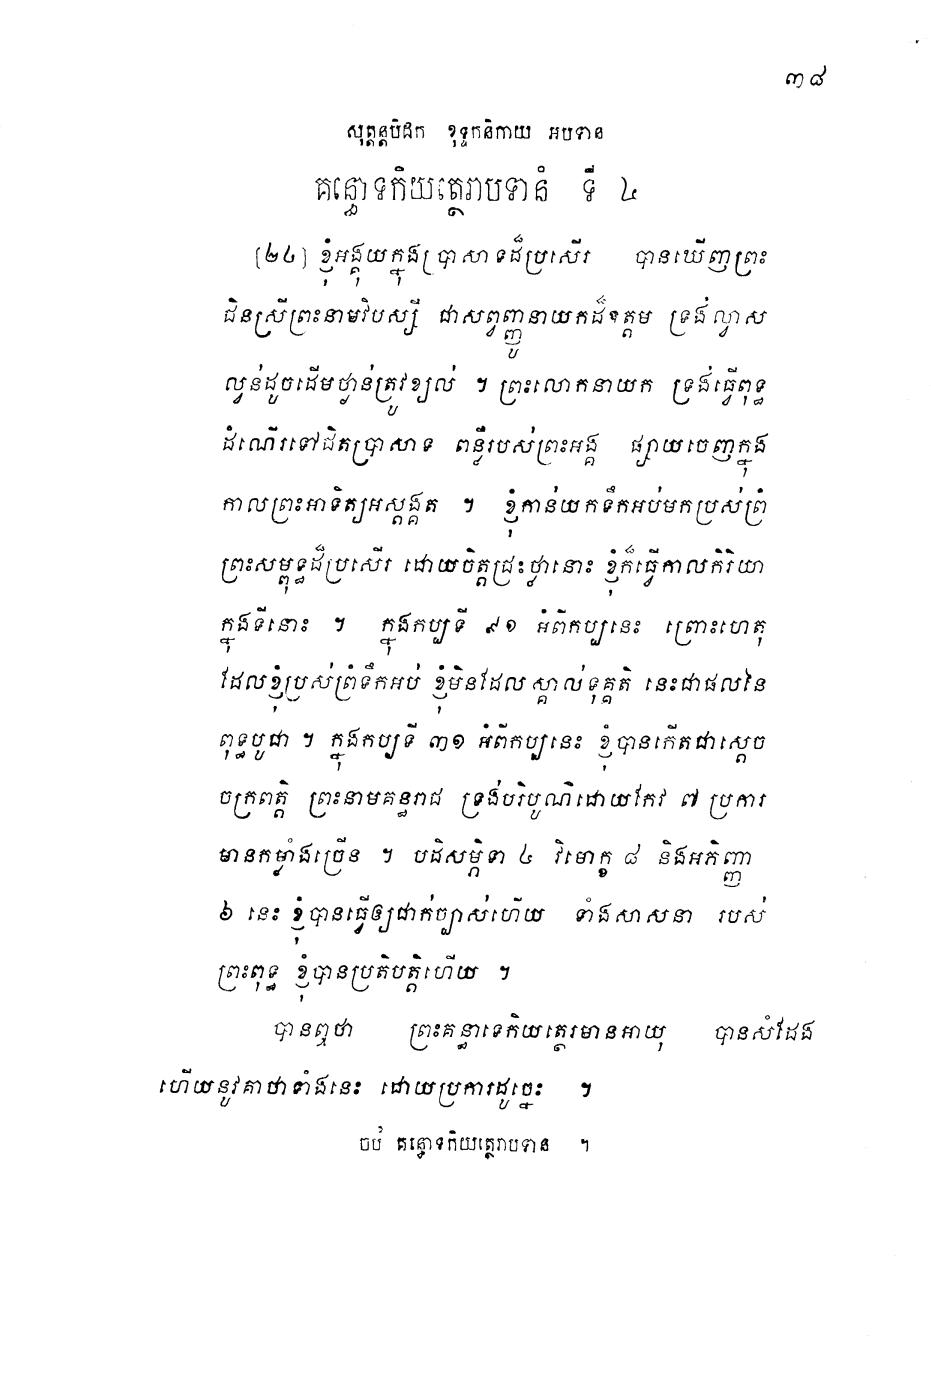 ៣៨
សុត្តន្តបិដក ខុទ្ទកនិកាយ អបទាន
គន្ធោទកិយត្ថេរាបទានំ ទី ៤
(២៤) ខ្ញុំអង្គុយក្នុងប្រាសាទដ៏ប្រសើរ បានឃើញព្រះ
ជិនស្រីព្រះនាមវិបស្សី ជាសព្វញ្ញូនាយកដ៏ឧត្តម ទ្រង់ល្វាស
ល្វន់ដូចដើមថ្លាន់ត្រូវខ្យល់ ។ ព្រះលោកនាយក ទ្រង់ធ្វើពុទ្ធ
ដំណើរទៅជិតប្រាសាទ ពន្លឺរបស់ព្រះអង្គ ផ្សាយចេញក្នុង
កាលព្រះអាទិត្យអស្តង្គត ។ ខ្ញុំកាន់យកទឹកអប់មកប្រស់ព្រំ
ព្រះសម្ពុទ្ធដ៏ប្រសើរ ដោយចិត្តជ្រះថ្លានោះ ខ្ញុំក៏ធ្វើកាលកិរិយា
ក្នុងទីនោះ ។ ក្នុងកប្បទី ៩១ អំពីកប្បនេះ ព្រោះហេតុ
ដែលខ្ញុំប្រស់ព្រំទឹកអប់ ខ្ញុំមិនដែលស្គាល់ទុគ្គតិ នេះជាផលនៃ
ពុទ្ធបូជា ។ ក្នុងកប្បទី ៣១ អំពីកប្បនេះ ខ្ញុំបានកើតជាស្តេច
ចក្រពត្តិ ព្រះនាមគន្ធរាជ ទ្រង់បរិបូណ៌ដោយកែវ ៧ ប្រការ
មានកម្លាំងច្រើន ។ បដិសម្ភិទា ៤ វិមោក្ខ ៨ និងអភិញ្ញា
៦ នេះ ខ្ញុំបានធ្វើឲ្យជាក់ច្បាស់ហើយ ទាំងសាសនា របស់
ព្រះពុទ្ធ ខ្ញុំបានប្រតិបត្តិហើយ ។
បានឮថា ព្រះគន្ធោទកិយត្ថេរមានអាយុ បានសំដែង
ហើយនូវគាថាទាំងនេះ ដោយប្រការដូច្នេះ ។
ចប់ គន្ធោទកិយត្ថេរាបទាន ។